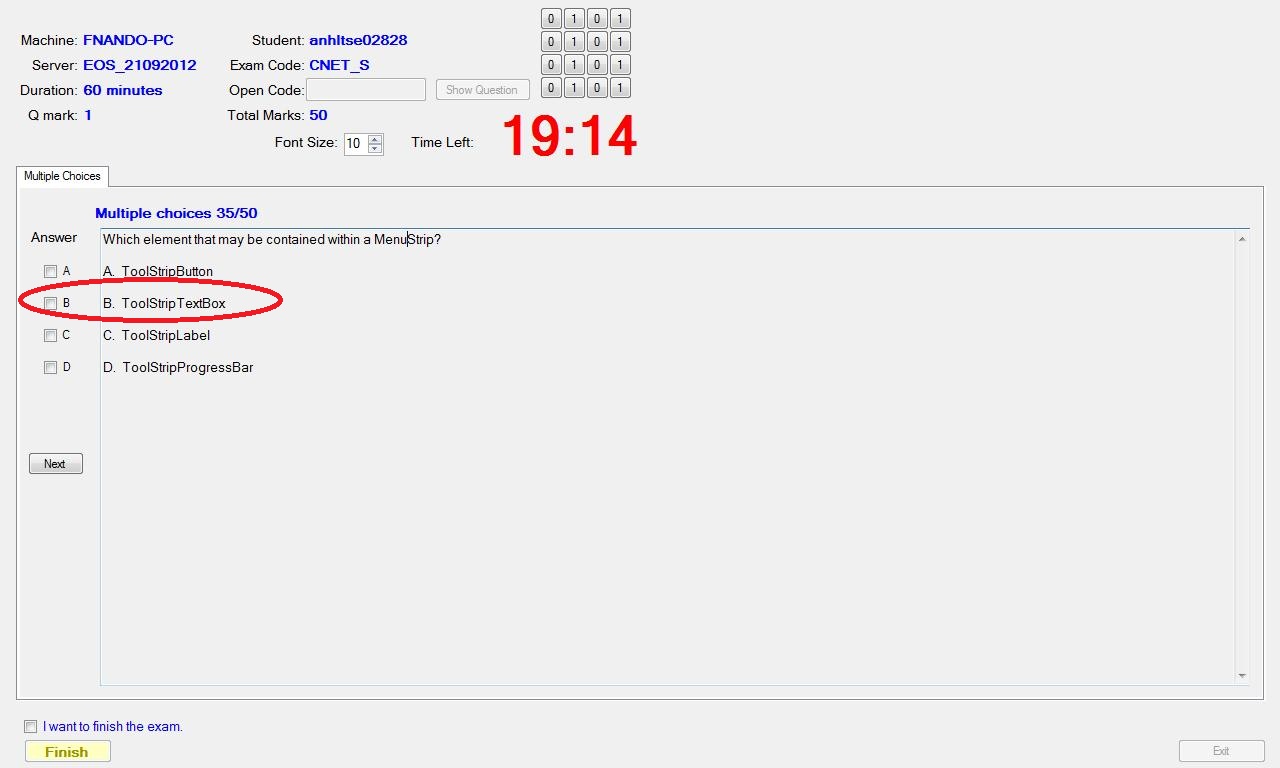 Machine: FNANDO-PC Student: anhltse02828 0 1 0 1
Server: EOS_21092012 Exam Code: CNET_S 0 1 0 1
Duration: 60 minutes Open Code: Show Question 0 1 0 1
0 1 0 1
Q mark: 1 Total Marks: 50
Font Size: 10 Time Left: 19:14
Multiple Choices
Multiple choices 35/50
Answer Which element that may be contained within a MenuStrip?
A A. ToolStripButton
B B. ToolStripTextBox
C C. ToolStripLabel
D D. ToolStripProgressBar
Next
I want to finish the exam.
Finish Exit